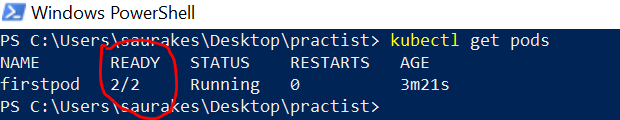 Windows PowerShell
PS C:\Users\saurakes\Desktop\practist> kubectl get pods
NAME READY STATUS RESTARTS AGE
firstpod 2/2 Running 0 3m21s
PS C:\Users\saurakes\Desktop\practist>